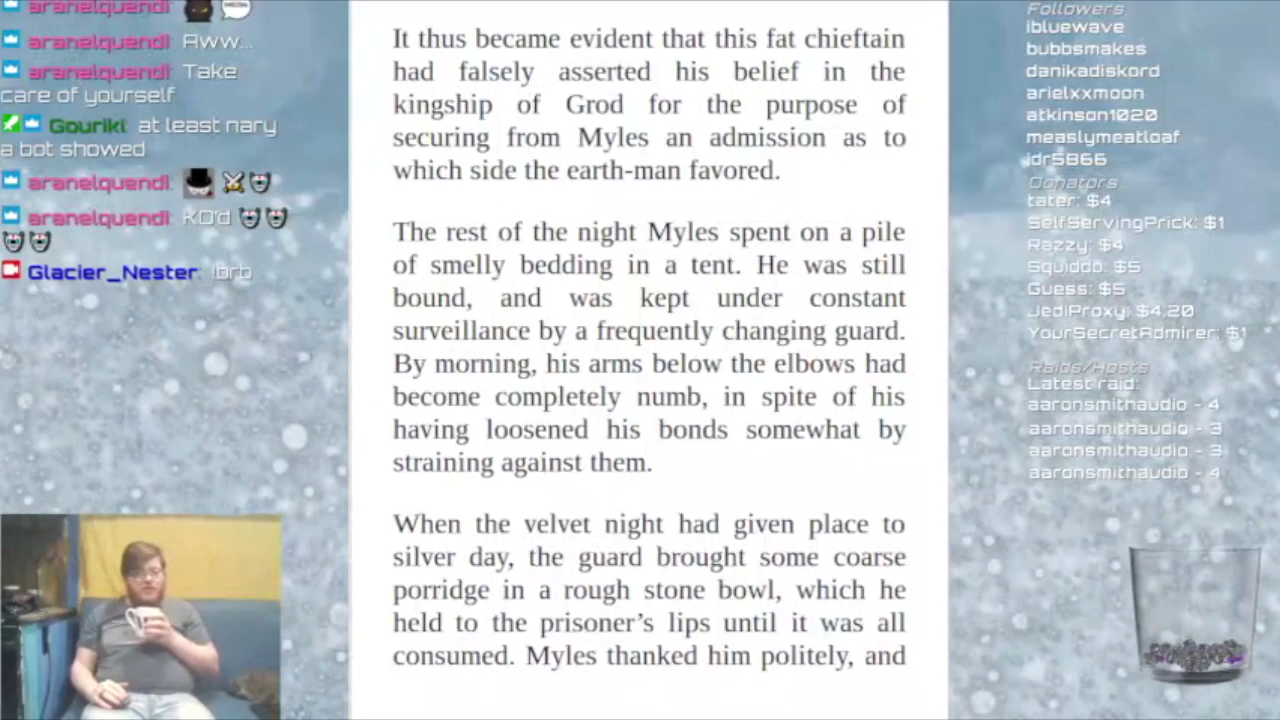 aranelquendi
aranelquendi: Aww...
aranelquendi: Take
care of yourself
Gouriki: at least nary
a bot showed
aranelquendi:
aranelquendi: KO'd
Glacier_Nester: !brb
It thus became evident that this fat chieftain
had falsely asserted his belief in the
kingship of Grod for the purpose of
securing from Myles an admission as to
which side the earth-man favored.
The rest of the night Myles spent on a pile
of smelly bedding in a tent. He was still
bound, and was kept under constant
surveillance by a frequently changing guard.
By morning, his arms below the elbows had
become completely numb, in spite of his
having loosened his bonds somewhat by
straining against them.
When the velvet night had given place to
silver day, the guard brought some coarse
porridge in a rough stone bowl, which he
held to the prisoner’s lips until it was all
consumed. Myles thanked him politely, and
Followers
ibluewave
bubbsmakes
danikadiskord
arielxxmoon
atkinson1020
measlymeatloaf
jdr5866
Donators
tater: $4
SelfServingPrick: $1
Razzy: $4
Squiddo: $5
Guess: $5
JediProxy: $4.20
YourSecretAdmirer: $1
Raids/Hosts
Latest raid:
aaronsmithaudio - 4
aaronsmithaudio - 3
aaronsmithaudio - 3
aaronsmithaudio - 4